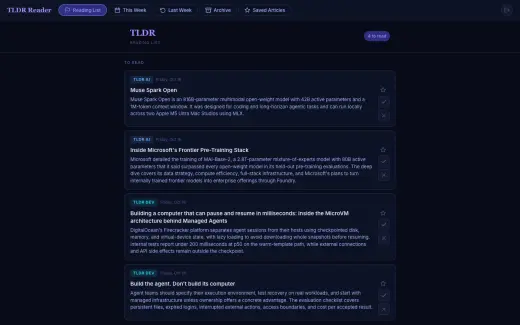 TLDR Reader
Reading List
This Week
Last Week
Archive
Saved Articles
TLDR
READING LIST
TO READ
TLDR AI
Muse Spark Open
Muse Spark Open is an 915B-parameter multimodal open-weight model with 42B active parameters and a
1M-token context window. It was designed for coding and long-horizon agentic tasks and can run locally
across two Apple M5 Ultra Mac Studios using MLX.
TLDR AI
Inside Microsoft's Frontier Pre-Training Stack
Microsoft detailed the training of MAI-Base-2, a mixture-of-experts model with active
parameters that it said surpassed every open-weight model in its held-out pre-training evaluations. The deep
dive covers its data strategy, compute efficiency, full-stack infrastructure, and Microsoft's plans to turn
internally trained frontier models into enterprise offerings through Foundry.
TLDR DEV
Building a computer that can pause and resume in milliseconds: inside the MicroVM
architecture behind Managed Agents
DigitalOcean's Firecracker platform separates agent sessions from their hosts using checkpointed disk,
memory, and virtual-device state, with lazy loading to avoid downloading whole snapshots before resuming.
Internal tests report under 200 milliseconds at p50 on the warm-template path, while external connections
and API side effects remain outside the checkpoint.
TLDR DEV
Build the agent. Don't build its computer
Agent teams should specify their execution environment, test recovery on real workloads, and start with
managed infrastructure unless ownership offers a concrete advantage. The evaluation checklist covers
persistent files, expired logins, interrupted external actions, access boundaries, and cost per accepted result.